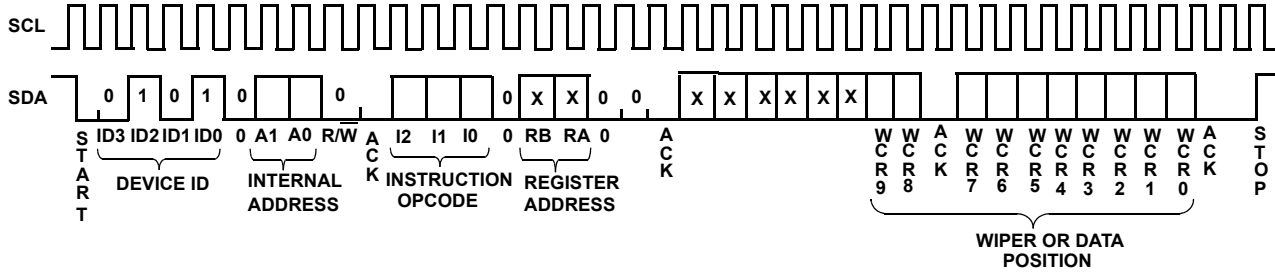 SCL
SDA
0 1 0 1 0 0 0 X X 0 0 X X X X X X
ID3 ID2 ID1 ID0 0 A1 A0 R/W I2 I1 I0 0 RB RA 0
START
ACK
ACK
WCR9
WCR8
ACK
WCR7
WCR6
WCR5
WCR4
WCR3
WCR2
WCR1
WCR0
ACK
STOP
DEVICE ID
INTERNAL
ADDRESS
INSTRUCTION
OPCODE
REGISTER
ADDRESS
WIPER OR DATA
POSITION